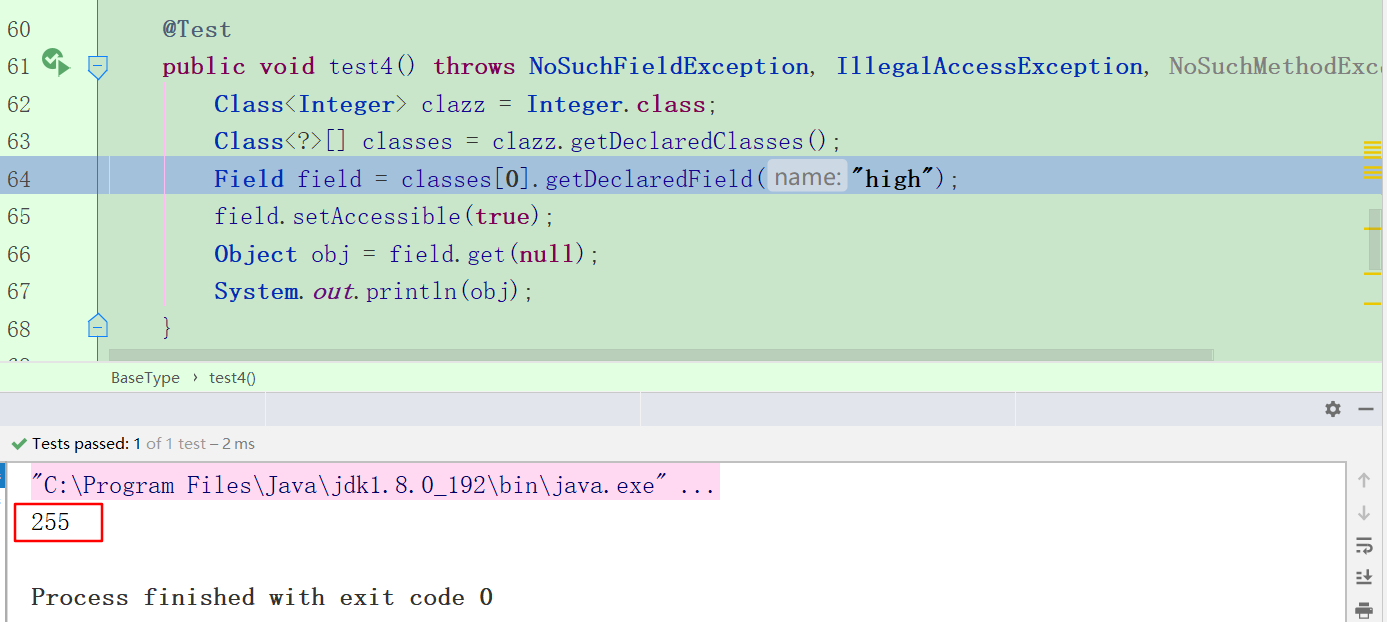 60 @Test
61 public void test4() throws NoSuchFieldException, IllegalAccessException, NoSuchMethodExc
62 Class<Integer> clazz = Integer.class;
63 Class<?>[] classes = clazz.getDeclaredClasses();
64 Field field = classes[0].getDeclaredField( name: "high");
65 field.setAccessible(true);
66 Object obj = field.get(null);
67 System.out.println(obj);
68 }
BaseType › test4()
Tests passed: 1 of 1 test – 2 ms
"C:\Program Files\Java\jdk1.8.0_192\bin\java.exe" ...
255
Process finished with exit code 0